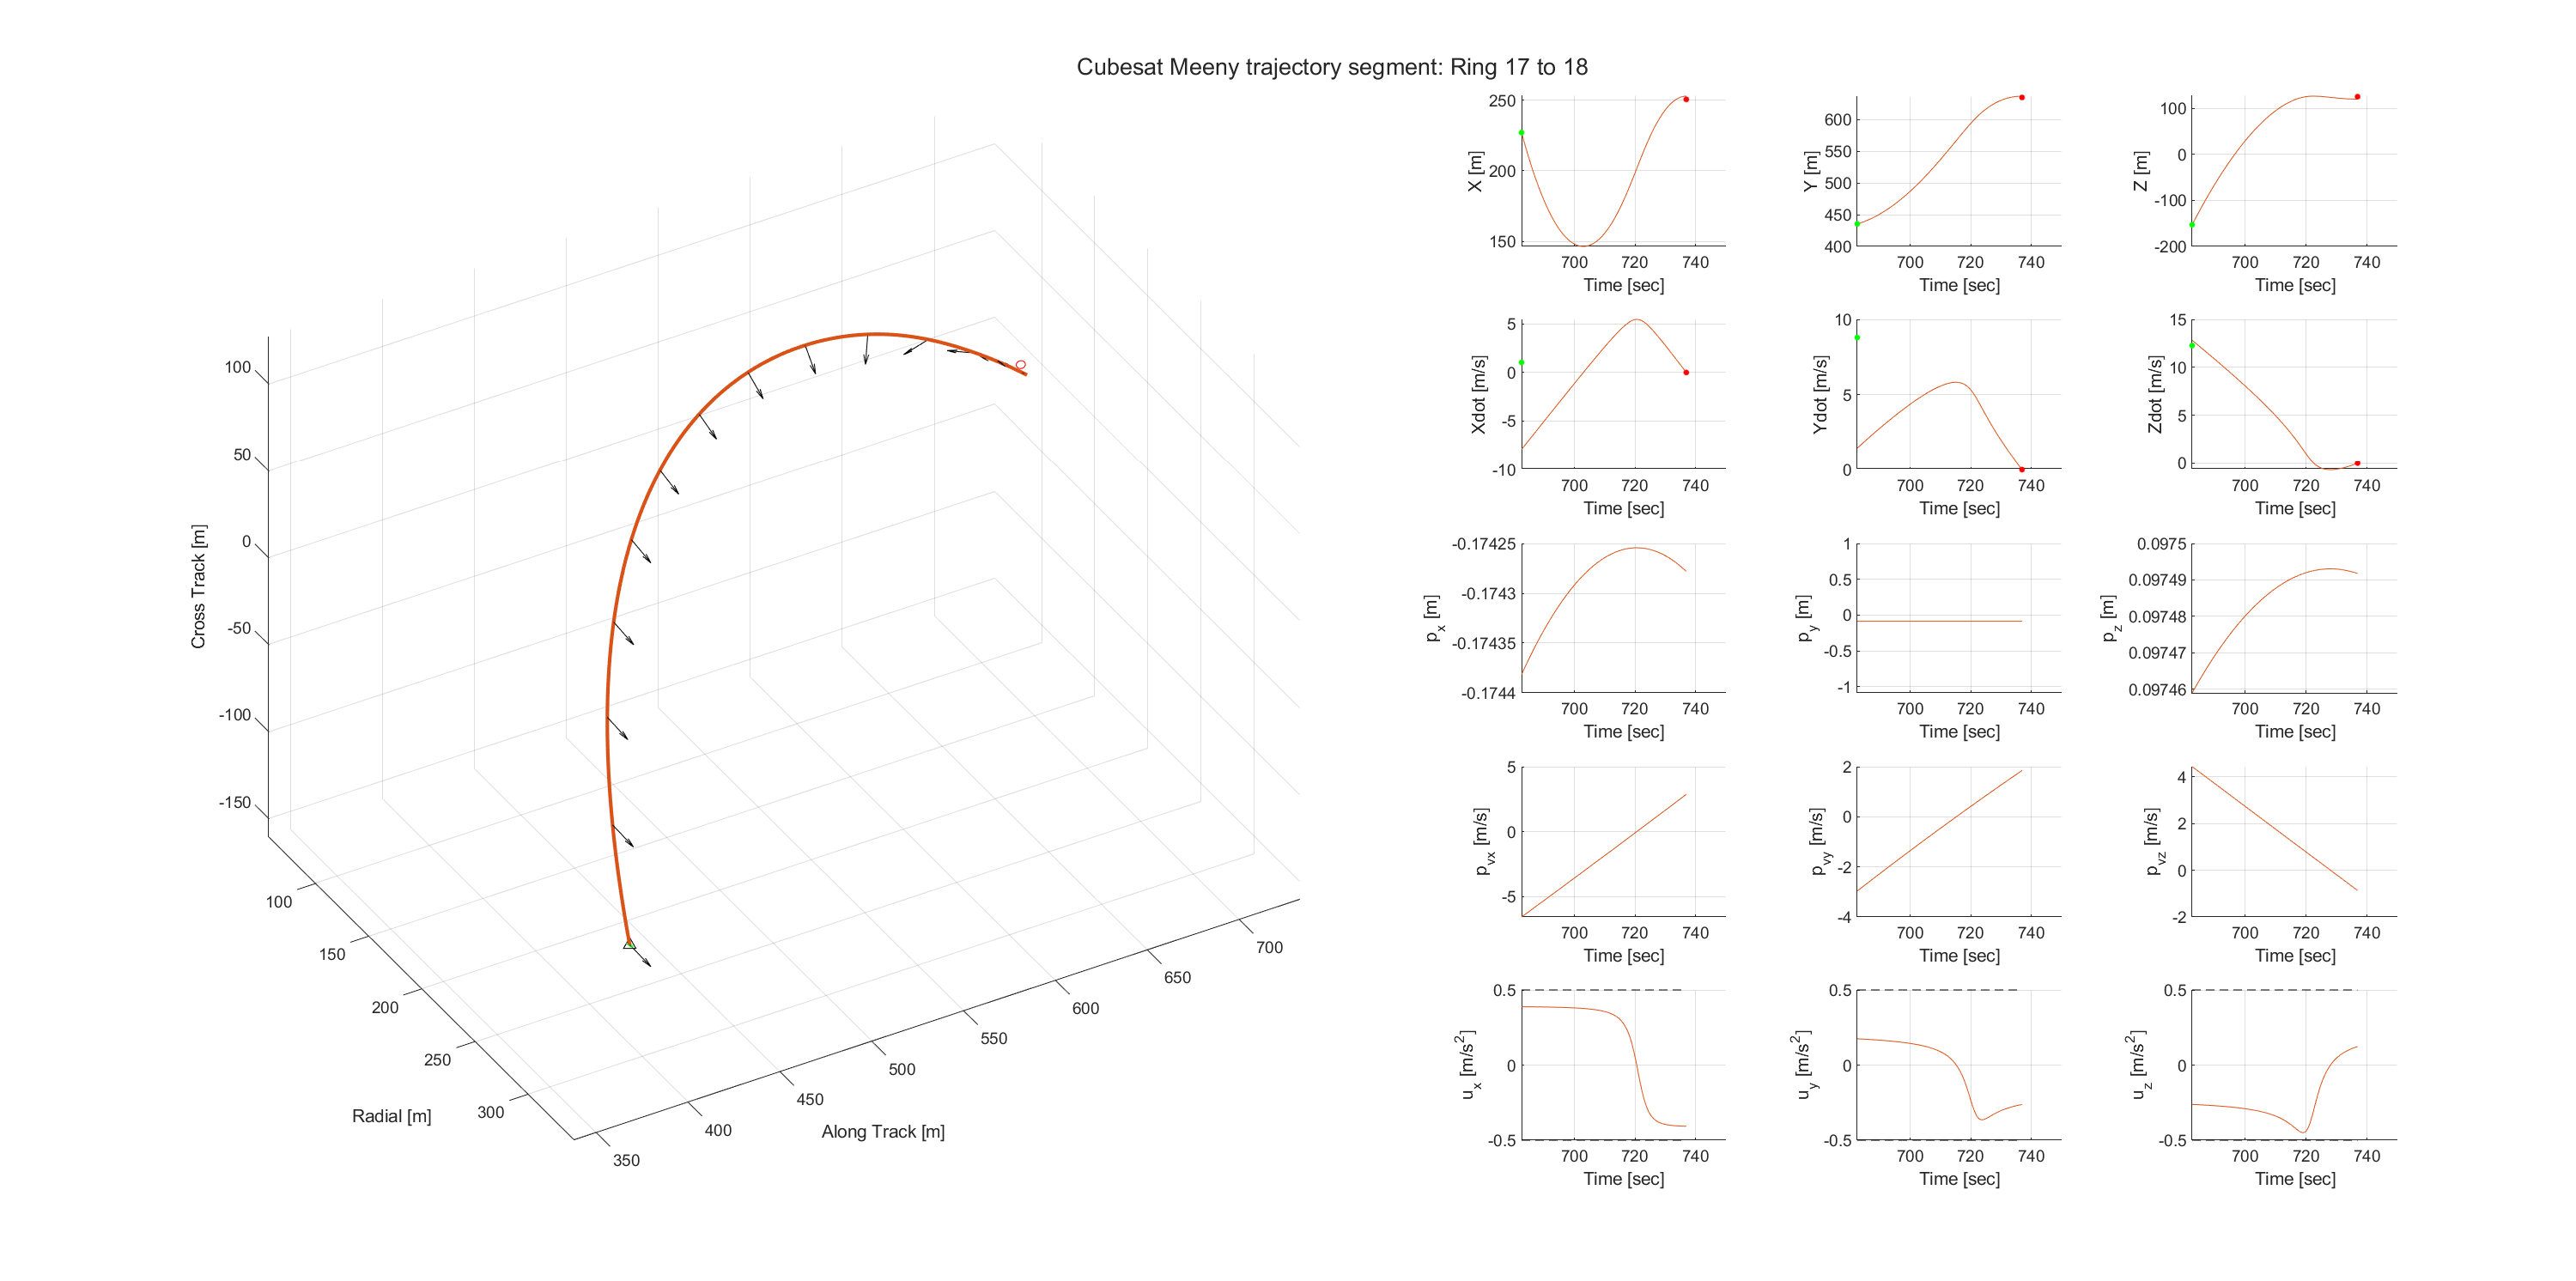 Cubesat Meeny trajectory segment: Ring 17 to 18
100
50
0
-50
-100
-150
Cross Track [m]
100
150
200
250
300
Radial [m]
350
400
450
500
550
600
650
700
Along Track [m]
250
200
150
X [m]
700 720 740
Time [sec]
600
550
500
450
400
Y [m]
700 720 740
Time [sec]
100
0
-100
-200
Z [m]
700 720 740
Time [sec]
5
0
-5
-10
Xdot [m/s]
700 720 740
Time [sec]
10
5
0
Ydot [m/s]
700 720 740
Time [sec]
15
10
5
0
Zdot [m/s]
700 720 740
Time [sec]
-0.17425
-0.1743
-0.17435
-0.1744
p_x [m]
700 720 740
Time [sec]
1
0.5
0
-0.5
-1
p_y [m]
700 720 740
Time [sec]
0.0975
0.09749
0.09748
0.09747
0.09746
p_z [m]
700 720 740
Time [sec]
5
0
-5
p_vx [m/s]
700 720 740
Time [sec]
2
0
-2
-4
p_vy [m/s]
700 720 740
Time [sec]
4
2
0
-2
p_vz [m/s]
700 720 740
Time [sec]
0.5
0
-0.5
u_x [m/s²]
700 720 740
Time [sec]
0.5
0
-0.5
u_y [m/s²]
700 720 740
Time [sec]
0.5
0
-0.5
u_z [m/s²]
700 720 740
Time [sec]